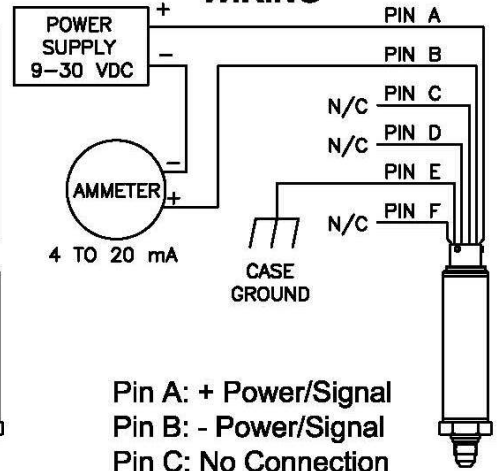 WIRING
POWER
SUPPLY
9-30 VDC
+
-
PIN A
PIN B
N/C PIN C
N/C PIN D
PIN E
N/C PIN F
-
AMMETER
+
4 TO 20 mA
CASE
GROUND
Pin A: + Power/Signal
Pin B: - Power/Signal
Pin C: No Connection